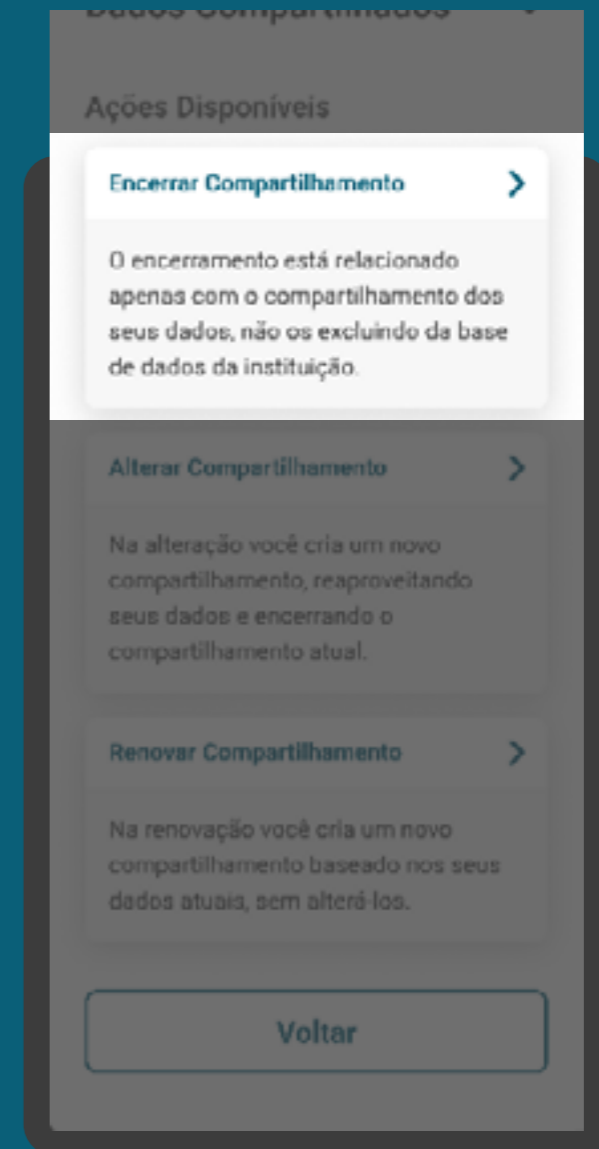 Dados Compartilhados
Ações Disponíveis
Encerrar Compartilhamento
O encerramento está relacionado
apenas com o compartilhamento dos
seus dados, não os excluindo da base
de dados da instituição.
Alterar Compartilhamento
Na alteração você cria um novo
compartilhamento, reaproveitando
seus dados e encerrando o
compartilhamento atual.
Renovar Compartilhamento
Na renovação você cria um novo
compartilhamento baseado nos seus
dados atuais, sem alterá-los.
Voltar